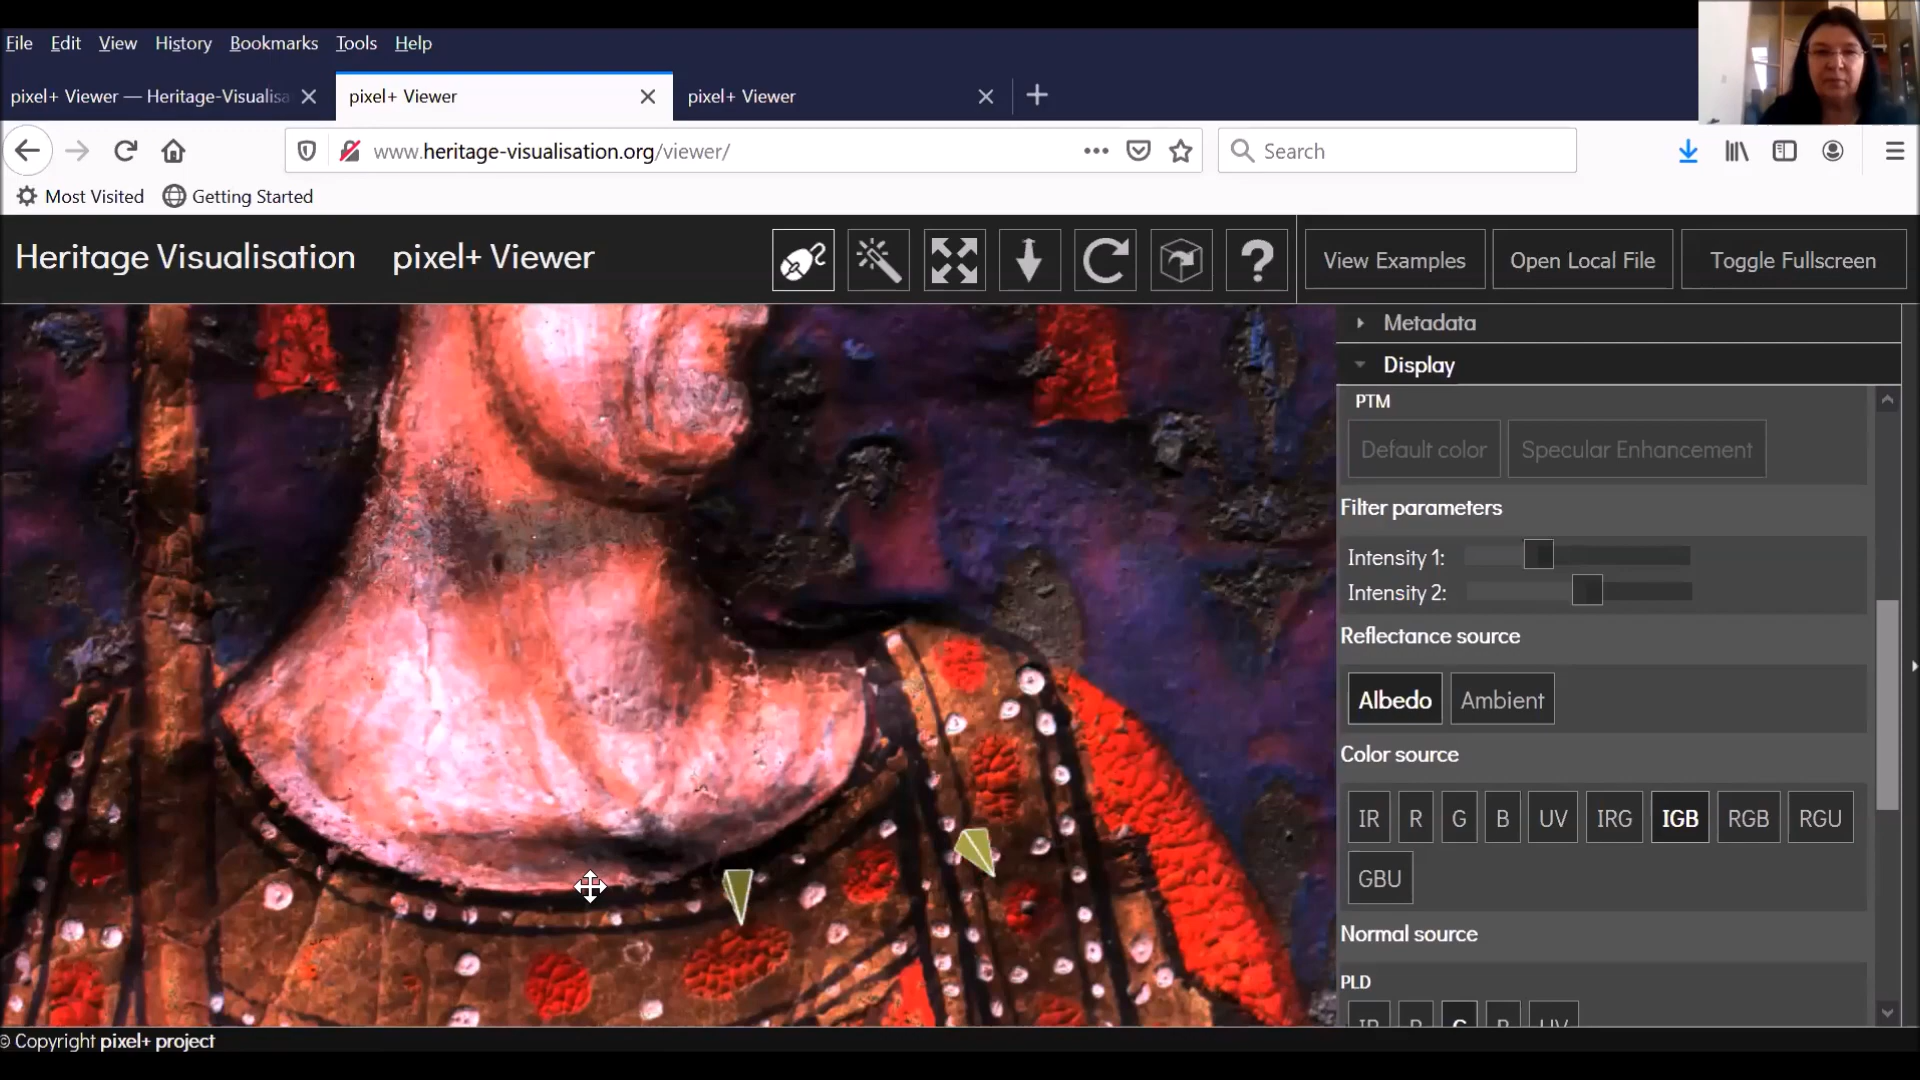 File Edit View History Bookmarks Tools Help
pixel+ Viewer — Heritage-Visualisa
pixel+ Viewer
pixel+ Viewer
www.heritage-visualisation.org/viewer/
Search
Most Visited Getting Started
Heritage Visualisation pixel+ Viewer
View Examples Open Local File Toggle Fullscreen
Metadata
Display
PTM
Default color Specular Enhancement
Filter parameters
Intensity 1:
Intensity 2:
Reflectance source
Albedo Ambient
Color source
IR R G B UV IRG IGB RGB RGU
GBU
Normal source
PLD
IR R G B UV
© Copyright pixel+ project